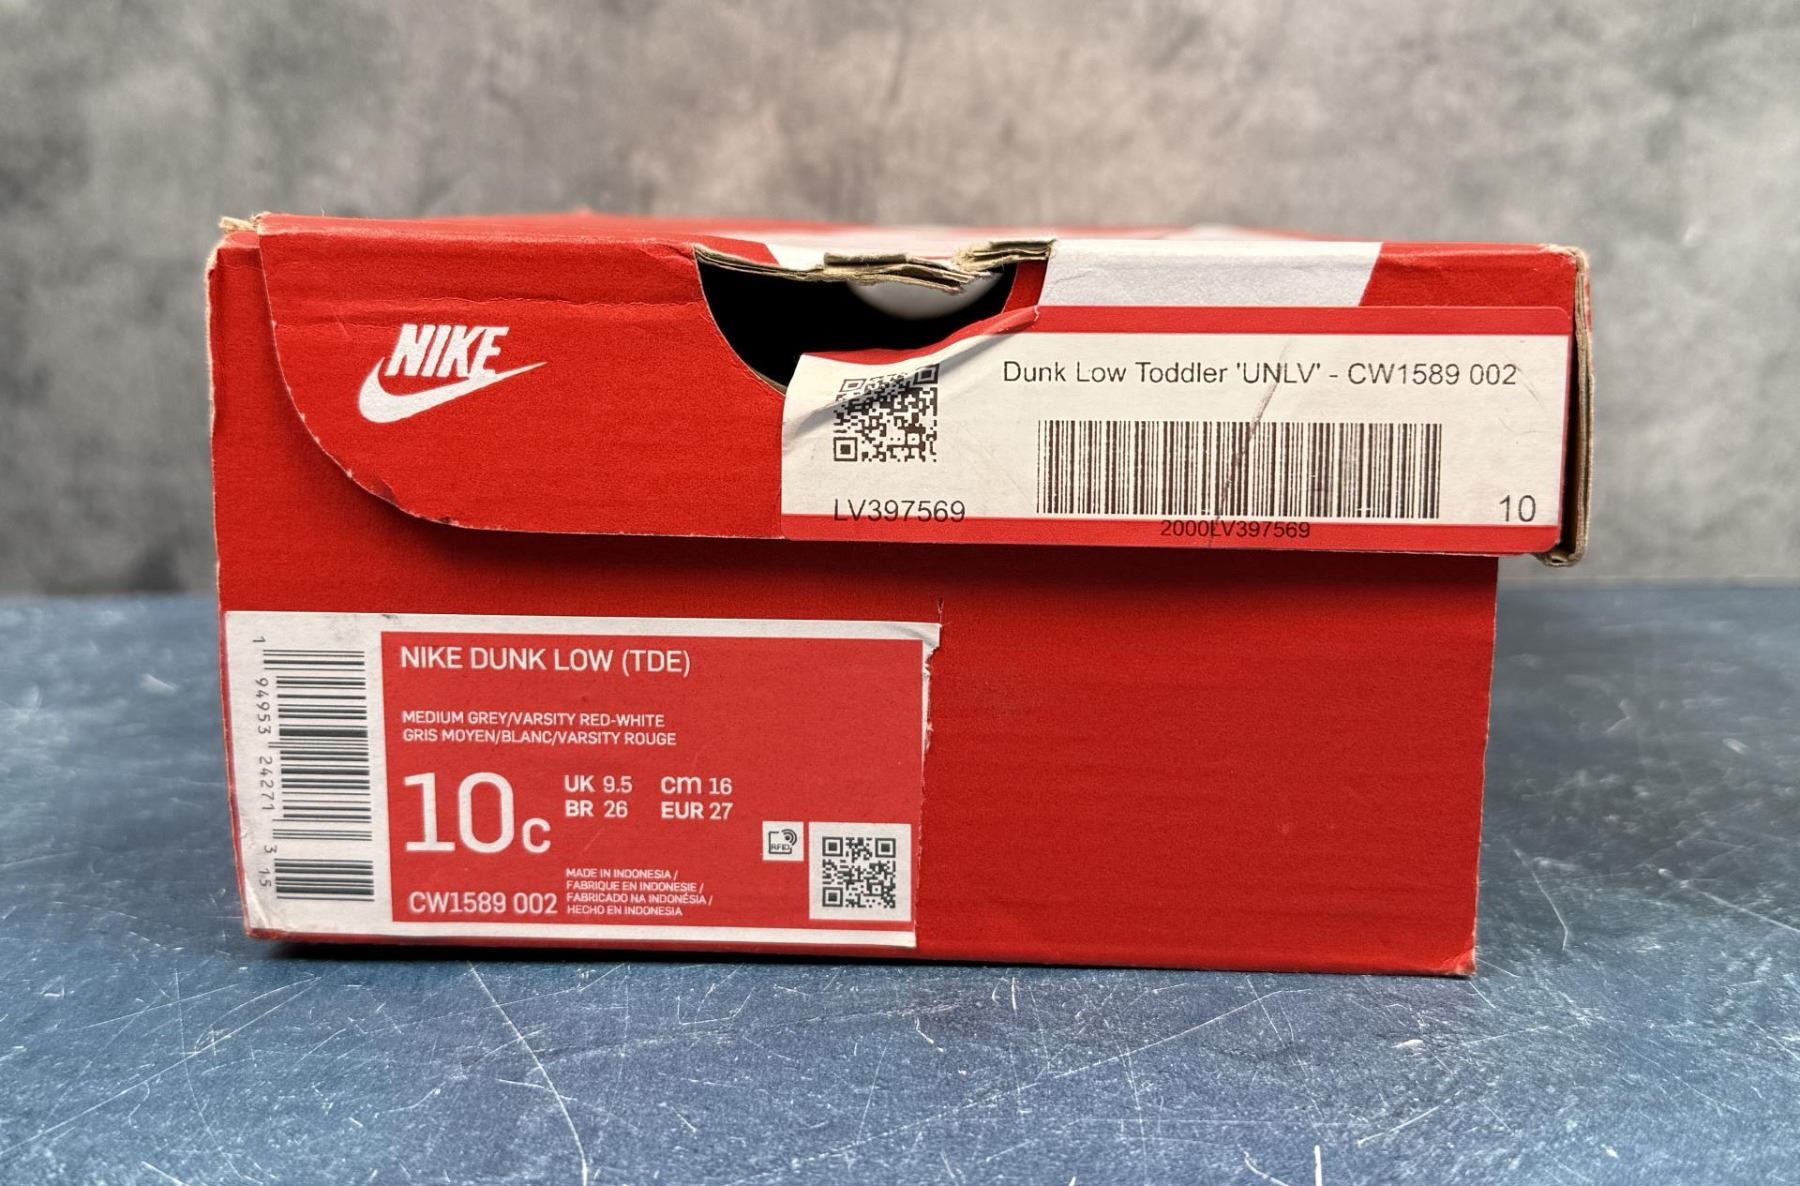 NIKE
Dunk Low Toddler 'UNLV' - CW1589 002
LV397569
2000LV397569
10
NIKE DUNK LOW (TDE)
MEDIUM GREY/VARSITY RED-WHITE
GRIS MOYEN/BLANC/VARSITY ROUGE
10c
UK 9.5 cm 16
BR 26 EUR 27
RFID
MADE IN INDONESIA /
FABRIQUE EN INDONESIE /
FABRICADO NA INDONÉSIA /
HECHO EN INDONESIA
CW1589 002
1 94953 24271 3 15